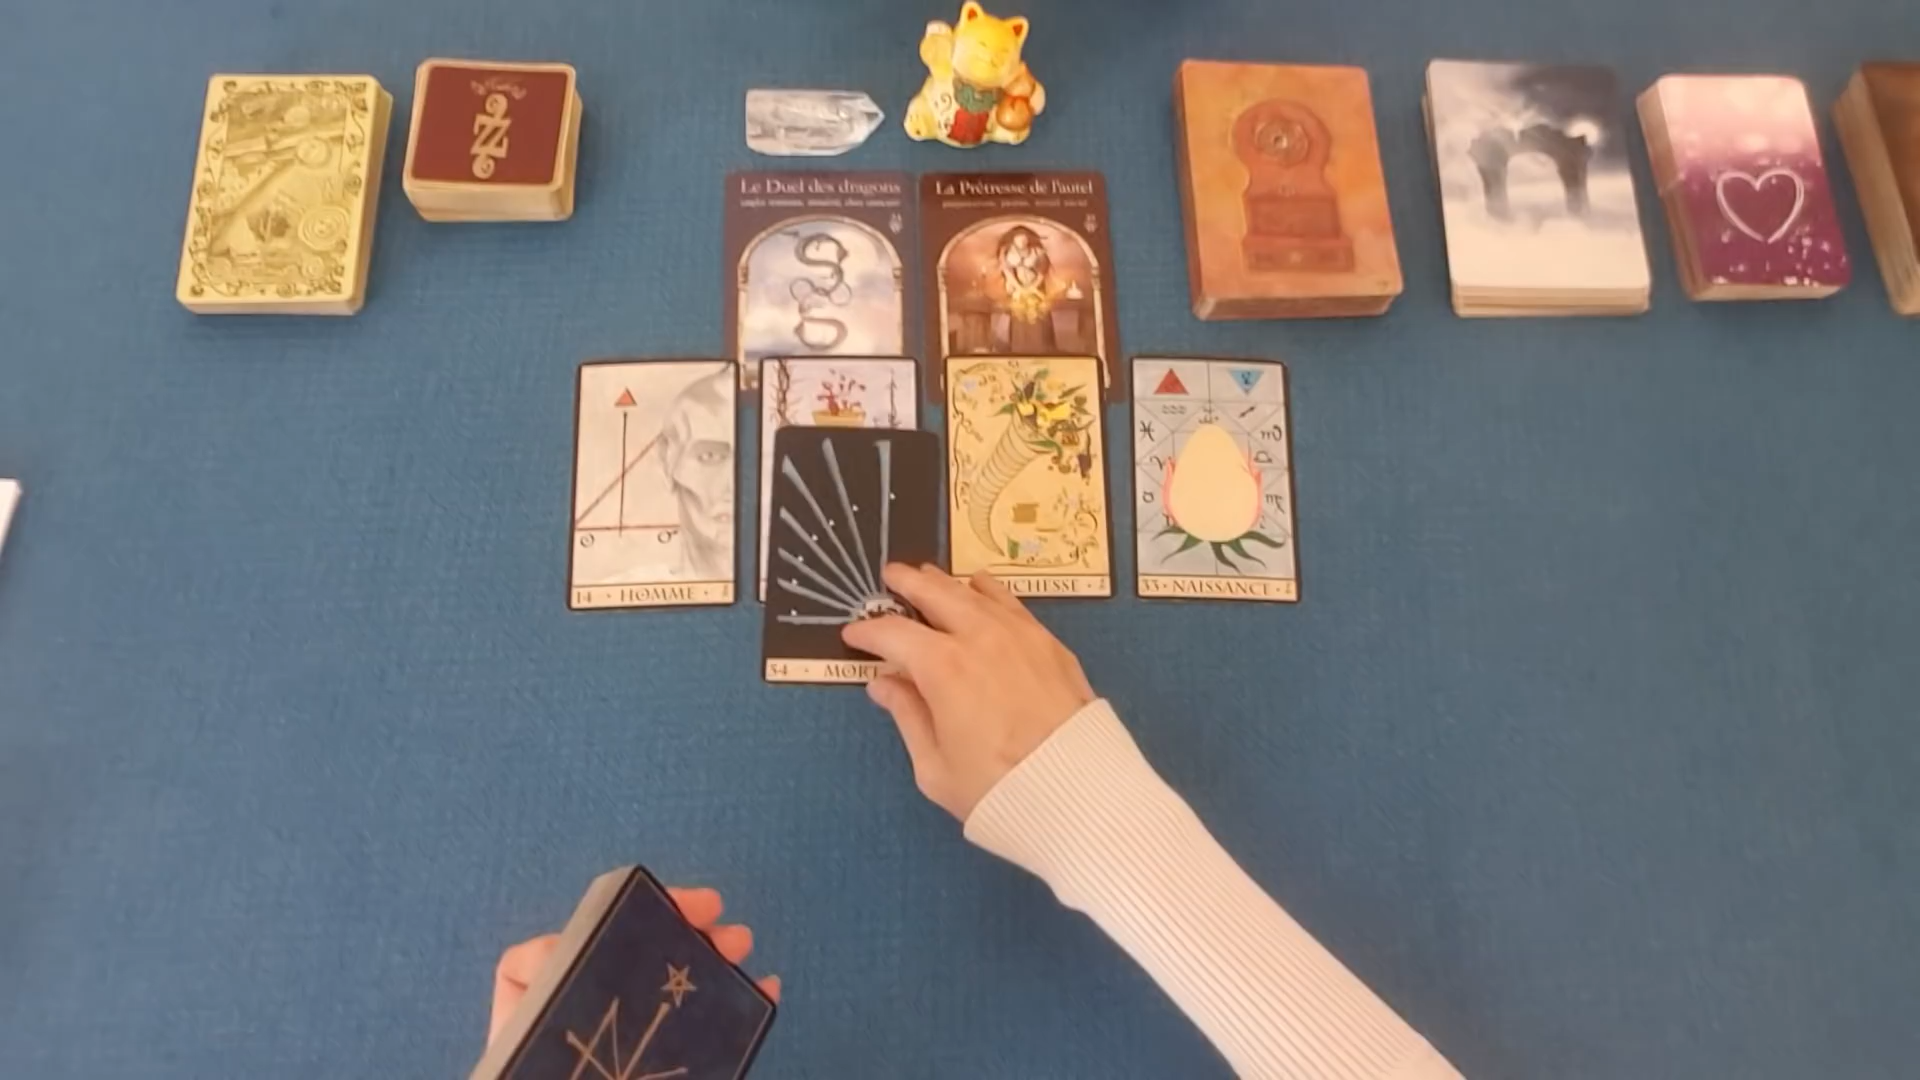 Le Duel des dragons
La Prêtresse de l'autel
14 · HOMME ·
RICHESSE ·
33 · NAISSANCE ·
54 · MORT